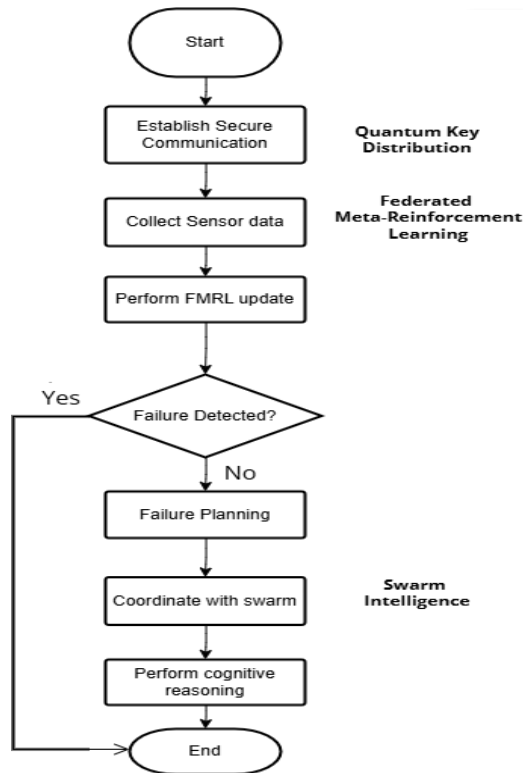 Start
Establish Secure
Communication
Quantum Key
Distribution
Federated
Meta-Reinforcement
Learning
Collect Sensor data
Perform FMRL update
Yes
Failure Detected?
No
Failure Planning
Coordinate with swarm
Swarm
Intelligence
Perform cognitive
reasoning
End